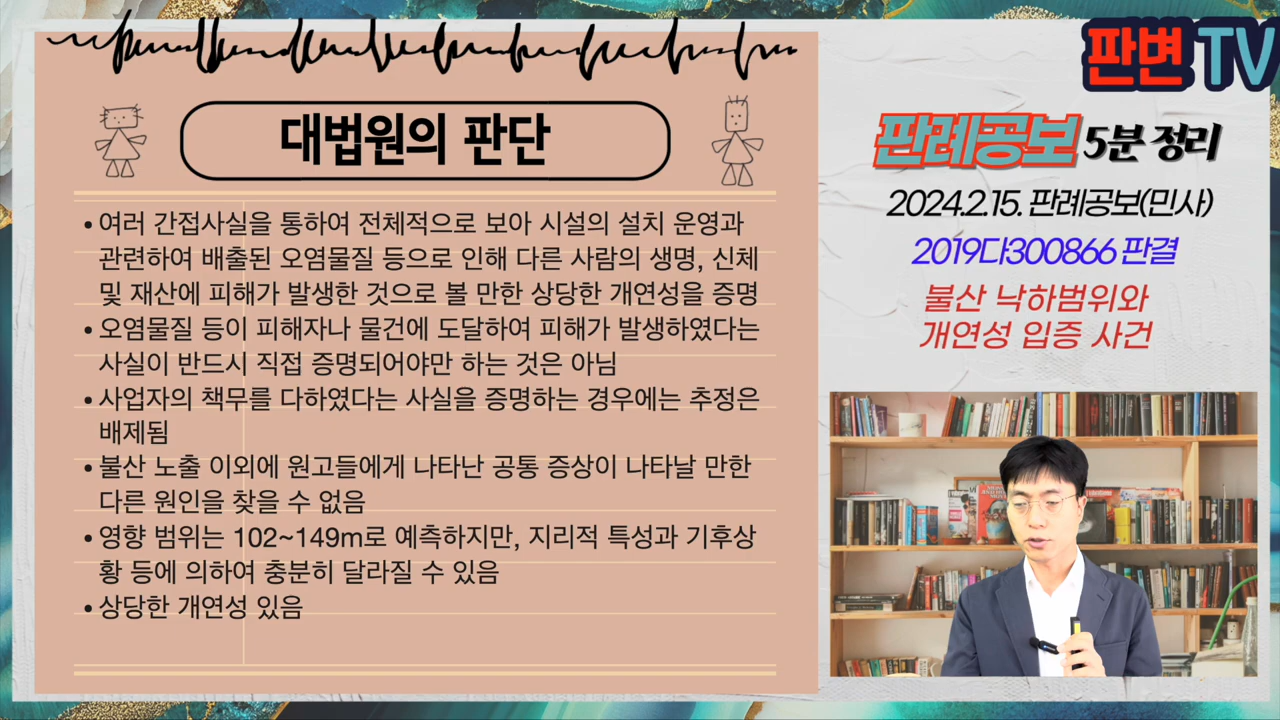 대법원의 판단
• 여러 간접사실을 통하여 전체적으로 보아 시설의 설치 운영과
관련하여 배출된 오염물질 등으로 인해 다른 사람의 생명, 신체
및 재산에 피해가 발생한 것으로 볼 만한 상당한 개연성을 증명
• 오염물질 등이 피해자나 물건에 도달하여 피해가 발생하였다는
사실이 반드시 직접 증명되어야만 하는 것은 아님
• 사업자의 책무를 다하였다는 사실을 증명하는 경우에는 추정은
배제됨
• 불산 노출 이외에 원고들에게 나타난 공통 증상이 나타날 만한
다른 원인을 찾을 수 없음
• 영향 범위는 102~149m로 예측하지만, 지리적 특성과 기후상
황 등에 의하여 충분히 달라질 수 있음
• 상당한 개연성 있음
판변 TV
판례공보 5분 정리
2024.2.15. 판례공보(민사)
2019다300866 판결
불산 낙하범위와
개연성 입증 사건